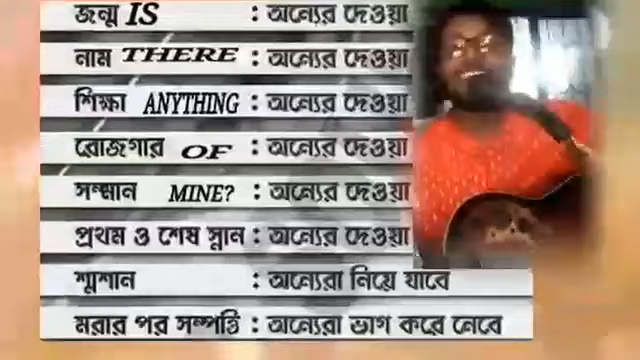 জন্ম IS : অন্যের দেওয়া
নাম THERE : অন্যের দেওয়া
শিক্ষা ANYTHING : অন্যের দেওয়া
রোজগার OF : অন্যের দেওয়া
সম্মান MINE? : অন্যের দেওয়া
প্রথম ও শেষ স্নান : অন্যের দেওয়া
শ্মশান : অন্যেরা নিয়ে যাবে
মরার পর সম্পত্তি : অন্যেরা ভাগ করে নেবে